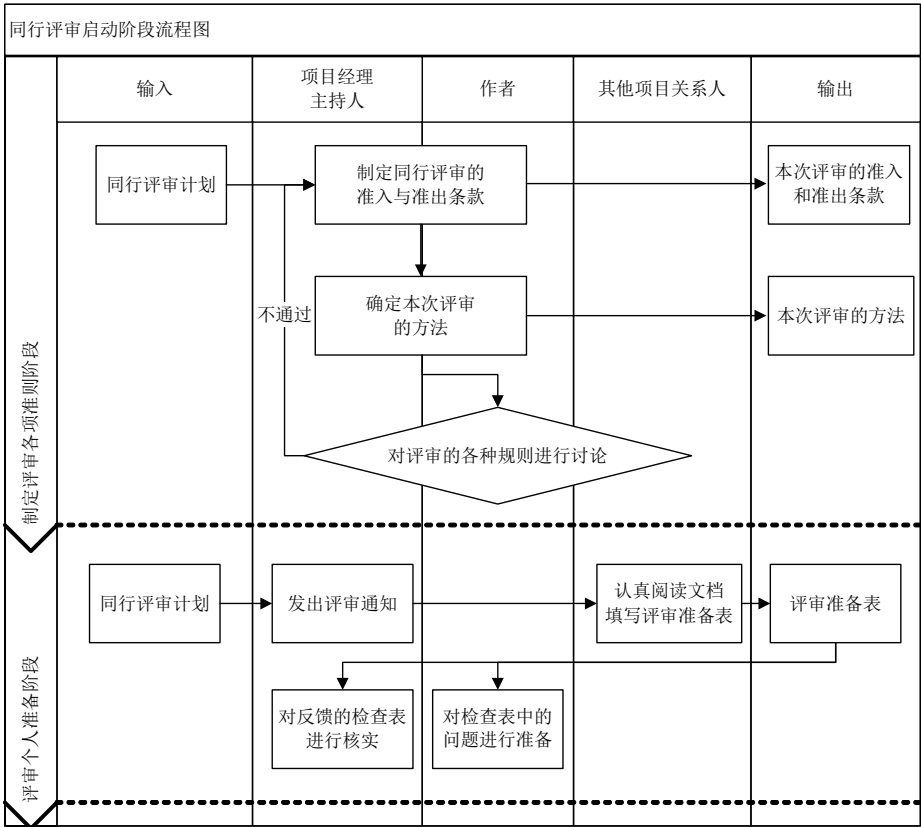 同行评审启动阶段流程图
输入
项目经理
主持人
作者
其他项目关系人
输出
制定评审各项准则阶段
同行评审计划
制定同行评审的
准入与准出条款
本次评审的准入
和准出条款
不通过
确定本次评审
的方法
本次评审的方法
对评审的各种规则进行讨论
评审个人准备阶段
同行评审计划
发出评审通知
认真阅读文档
填写评审准备表
评审准备表
对反馈的检查表
进行核实
对检查表中的
问题进行准备